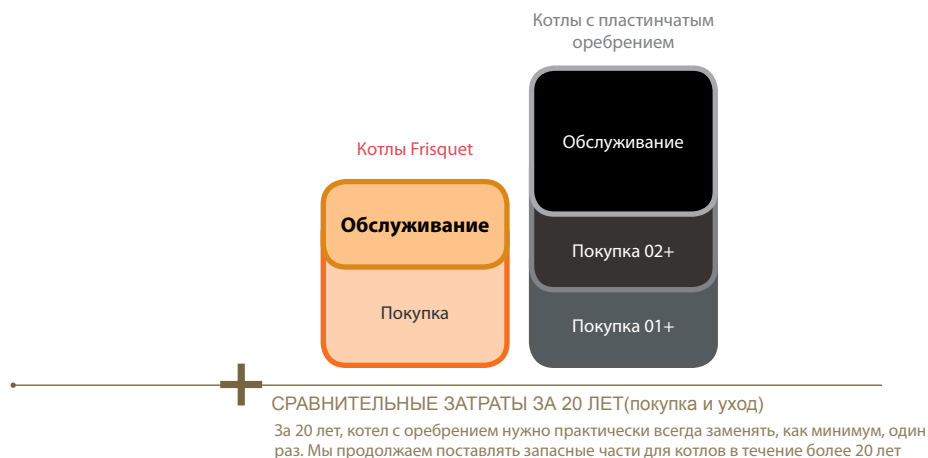 Котлы с пластинчатым
оребрением
Обслуживание
Котлы Frisquet
Обслуживание
Покупка 02+
Покупка
Покупка 01+
СРАВНИТЕЛЬНЫЕ ЗАТРАТЫ ЗА 20 ЛЕТ(покупка и уход)
За 20 лет, котел с оребрением нужно практически всегда заменять, как минимум, один
раз. Мы продолжаем поставлять запасные части для котлов в течение более 20 лет